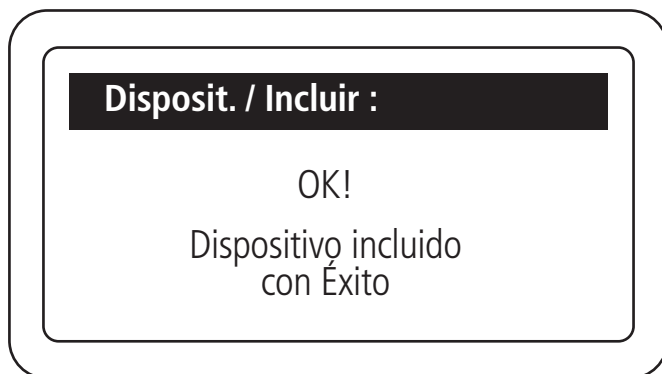 Disposit. / Incluir :
OK!
Dispositivo incluido
con Éxito